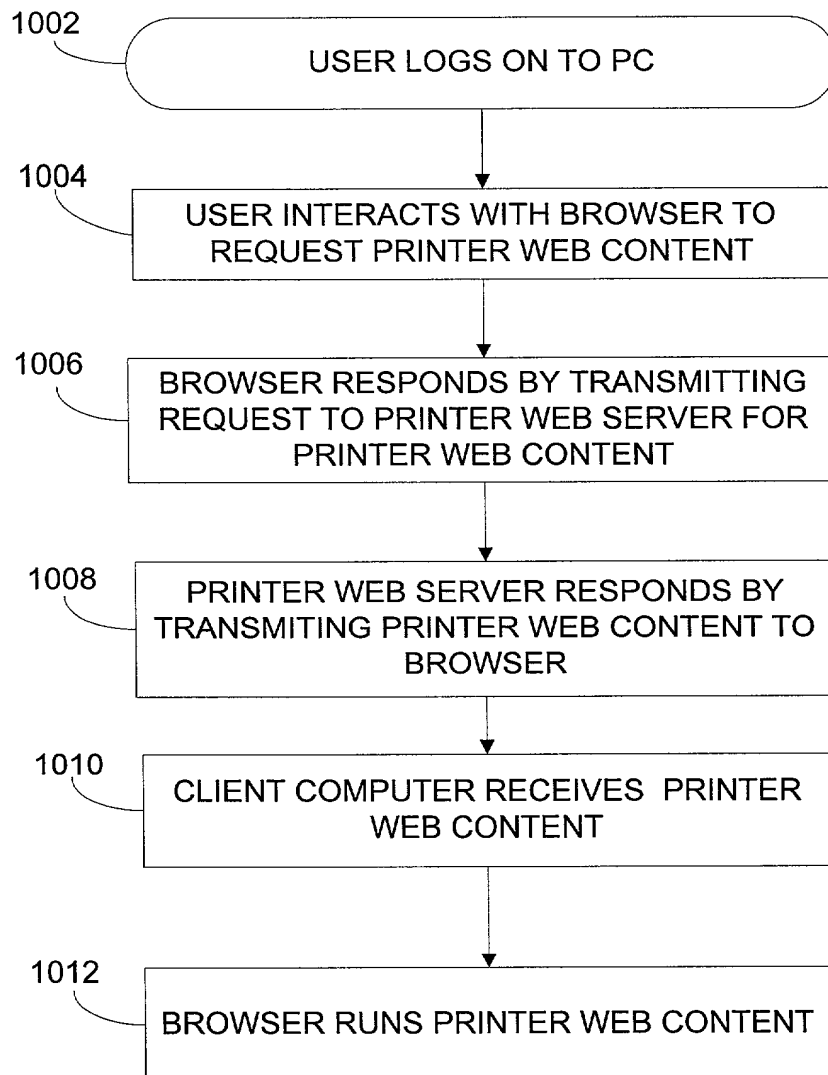 1002
USER LOGS ON TO PC
1004
USER INTERACTS WITH BROWSER TO
REQUEST PRINTER WEB CONTENT
1006
BROWSER RESPONDS BY TRANSMITTING
REQUEST TO PRINTER WEB SERVER FOR
PRINTER WEB CONTENT
1008
PRINTER WEB SERVER RESPONDS BY
TRANSMITING PRINTER WEB CONTENT TO
BROWSER
1010
CLIENT COMPUTER RECEIVES PRINTER
WEB CONTENT
1012
BROWSER RUNS PRINTER WEB CONTENT